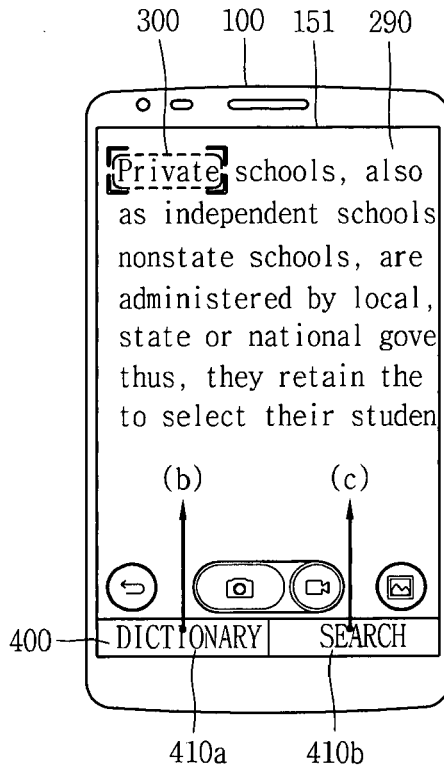 300 100 151 290
Private schools, also
as independent schools
nonstate schools, are
administered by local,
state or national gove
thus, they retain the
to select their studen
(b) (c)
400 DICTIONARY SEARCH
410a 410b